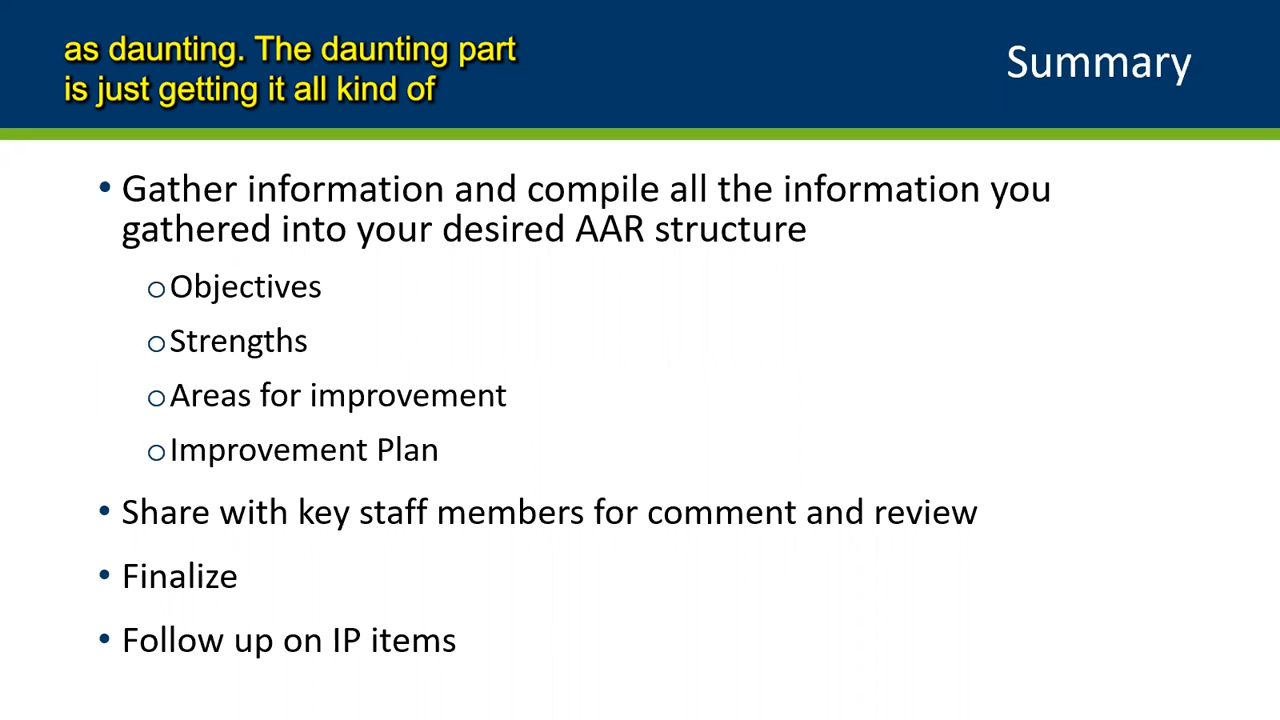 as daunting. The daunting part
is just getting it all kind of
Summary
• Gather information and compile all the information you
gathered into your desired AAR structure
o Objectives
o Strengths
o Areas for improvement
o Improvement Plan
• Share with key staff members for comment and review
• Finalize
• Follow up on IP items